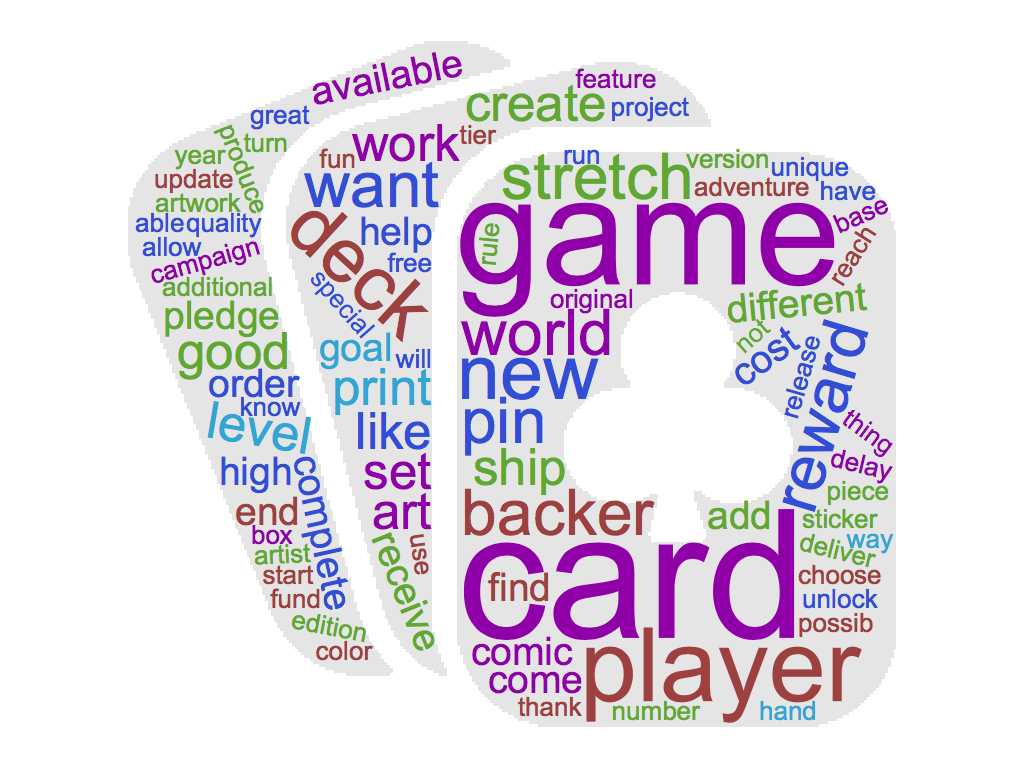 available
great
produce
turn
year
update
artwork
able
quality
allow
campaign
additional
pledge
good
order
know
level
high
complete
end
box
artist
start
fund
edition
color
feature
create
project
tier
work
fun
want
deck
help
free
special
goal
will
print
like
set
art
use
receive
run
version
stretch
unique
adventure
have
game
base
rule
reach
original
different
world
not
cost
release
reward
new
pin
thing
ship
delay
piece
backer
add
sticker
way
deliver
card
find
choose
unlock
possib
comic
player
come
thank
number
hand